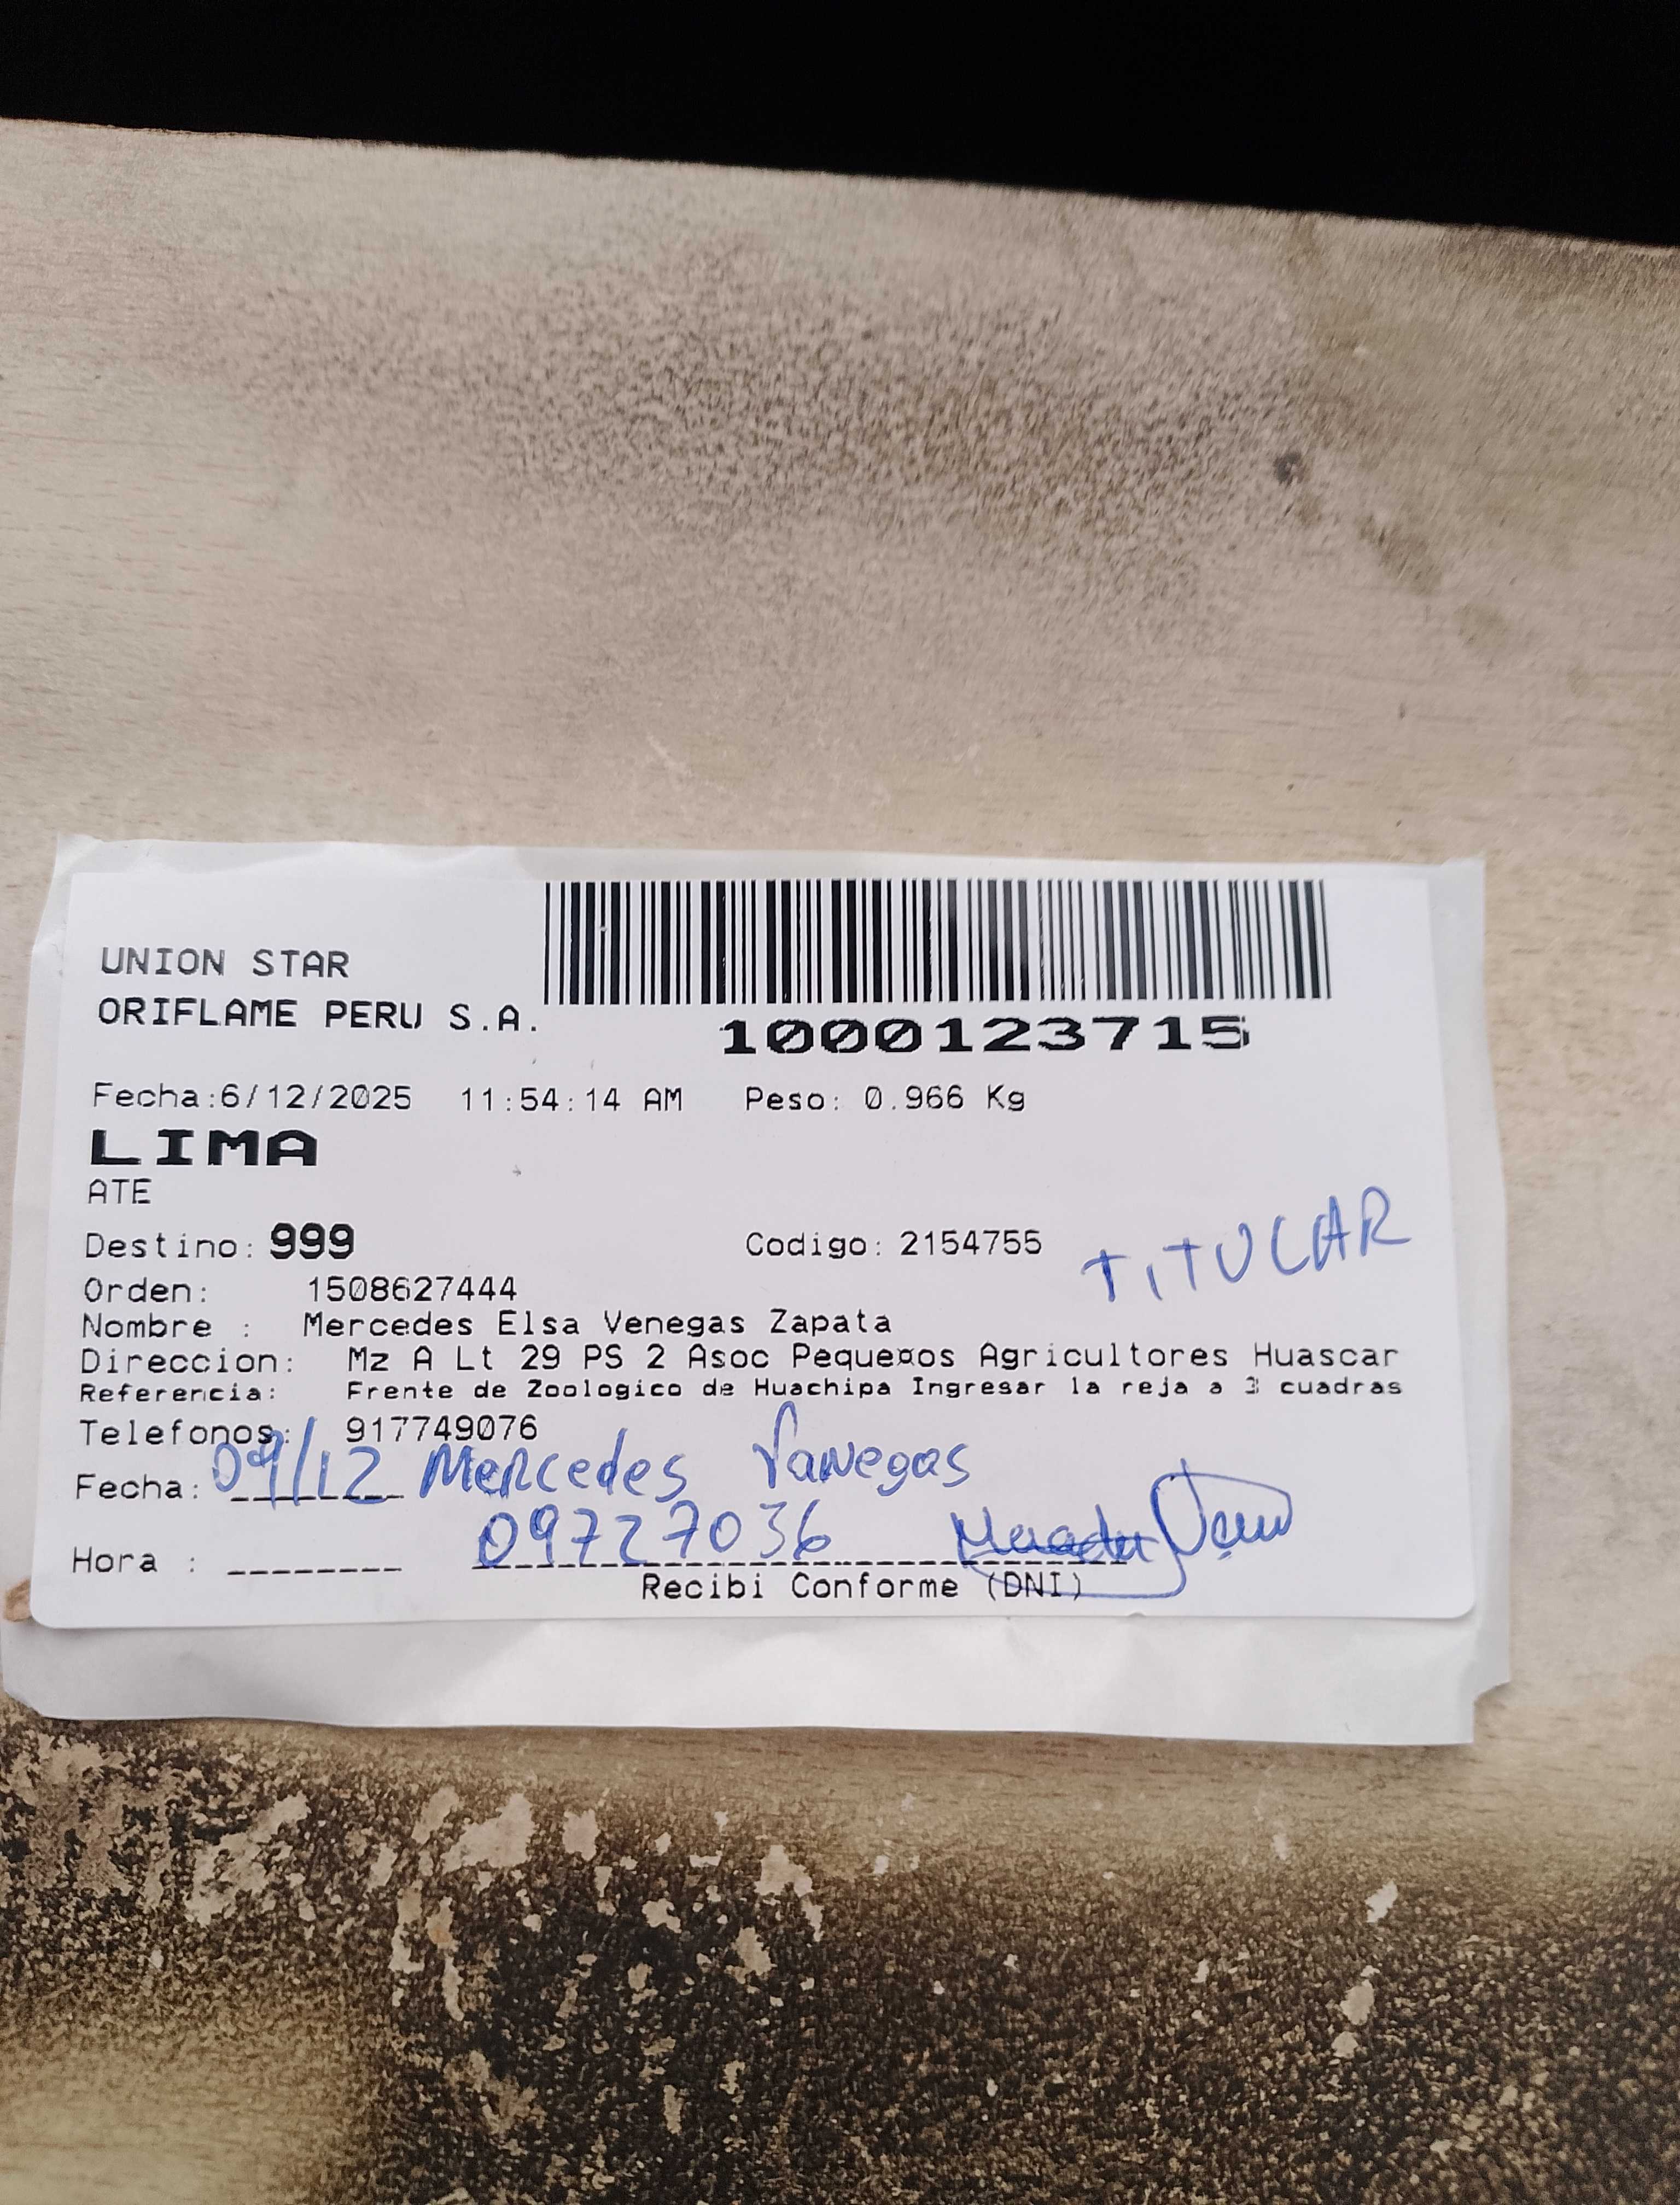 UNION STAR
ORIFLAME PERU S.A.
1000123715
Fecha:6/12/2025 11:54:14 AM Peso: 0.966 Kg
LIMA
ATE
Destino: 999 Codigo: 2154755 TITULAR
Orden: 1508627444
Nombre : Mercedes Elsa Venegas Zapata
Direccion: Mz A Lt 29 PS 2 Asoc Peque¤os Agricultores Huascar
Referencia: Frente de Zoologico de Huachipa Ingresar la reja a 3 cuadras
Telefonos: 917749076
Fecha: 09/12 Mercedes Vanegas
Hora : 09727036
Recibi Conforme (DNI)